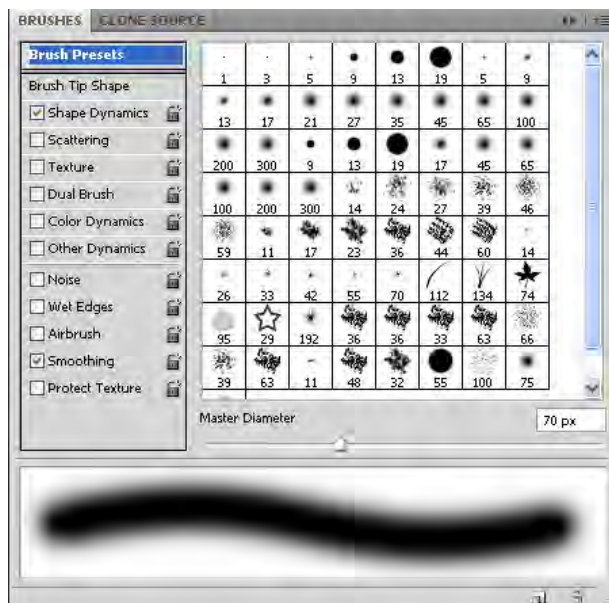 BRUSHES CLONE SOURCE
Brush Presets
Brush Tip Shape
Shape Dynamics
Scattering
Texture
Dual Brush
Color Dynamics
Other Dynamics
Noise
Wet Edges
Airbrush
Smoothing
Protect Texture
1 3 5 9 13 19 5 9
13 17 21 27 35 45 65 100
200 300 9 13 19 17 45 65
100 200 300 14 24 27 39 46
59 11 17 23 36 44 60 14
26 33 42 55 70 112 134 74
95 29 192 36 36 33 63 66
39 63 11 48 32 55 100 75
Master Diameter 70 px